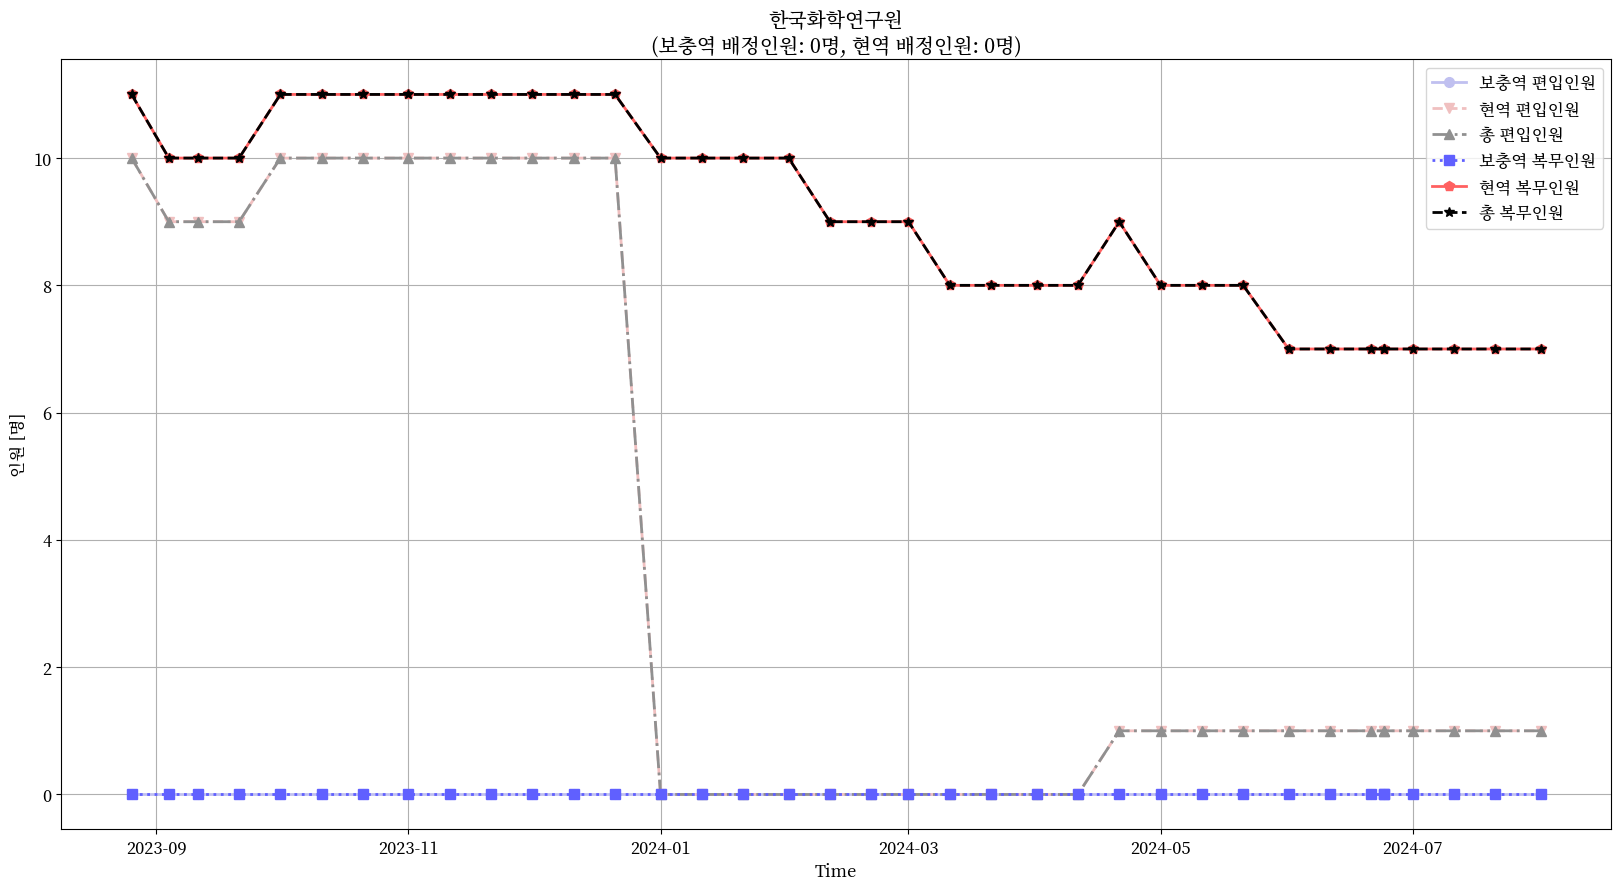 한국화학연구원
(보충역 배정인원: 0명, 현역 배정인원: 0명)
보충역 편입인원
현역 편입인원
총 편입인원
보충역 복무인원
현역 복무인원
총 복무인원
인원 [명]
10
8
6
4
2
0
2023-09
2023-11
2024-01
2024-03
2024-05
2024-07
Time